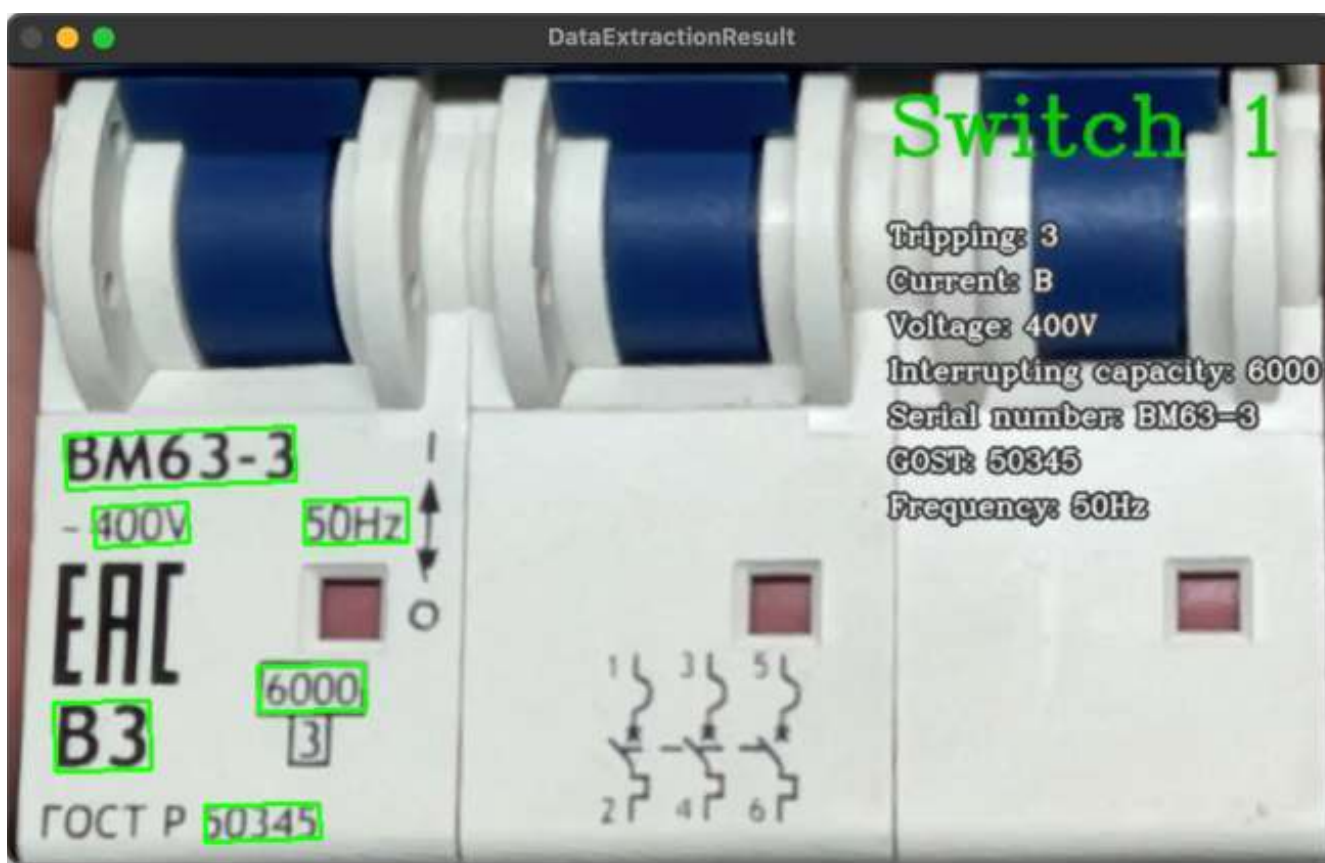 DataExtractionResult
Switch 1
Tripping: 3
Current: B
Voltage: 400V
Interrupting capacity: 6000
Serial number: BM63-3
GOST: 50345
Frequency: 50Hz
ВМ63-3
~ 400V 50Hz
I
O
EAC
6000
3
B3
ГОСТ Р 50345
1 3 5
2 4 6